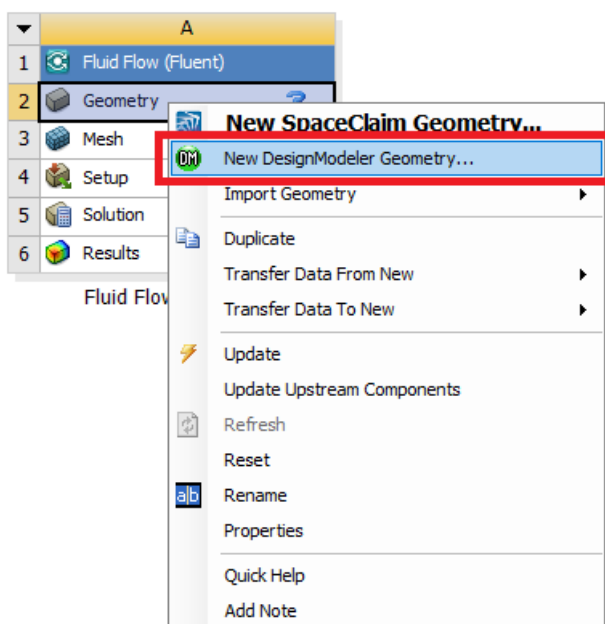 A
1 Fluid Flow (Fluent)
2 Geometry ?
3 Mesh
4 Setup
5 Solution
6 Results
Fluid Flow
New SpaceClaim Geometry...
DM New DesignModeler Geometry...
Import Geometry
Duplicate
Transfer Data From New
Transfer Data To New
Update
Update Upstream Components
Refresh
Reset
a|b Rename
Properties
Quick Help
Add Note